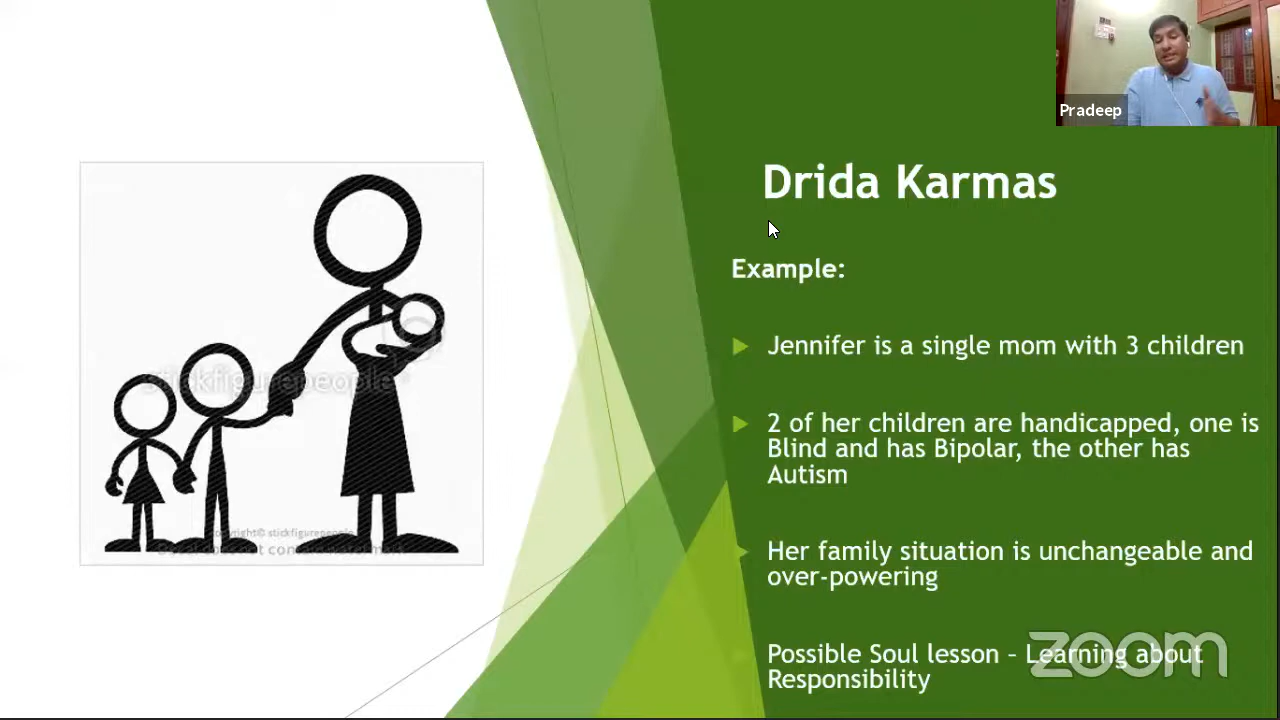 Pradeep
Drida Karmas
Example:
Jennifer is a single mom with 3 children
2 of her children are handicapped, one is
Blind and has Bipolar, the other has
Autism
Her family situation is unchangeable and
over-powering
Possible Soul lesson – Learning about
Responsibility
zoom
stickfigurepeople
stickfigurepeople